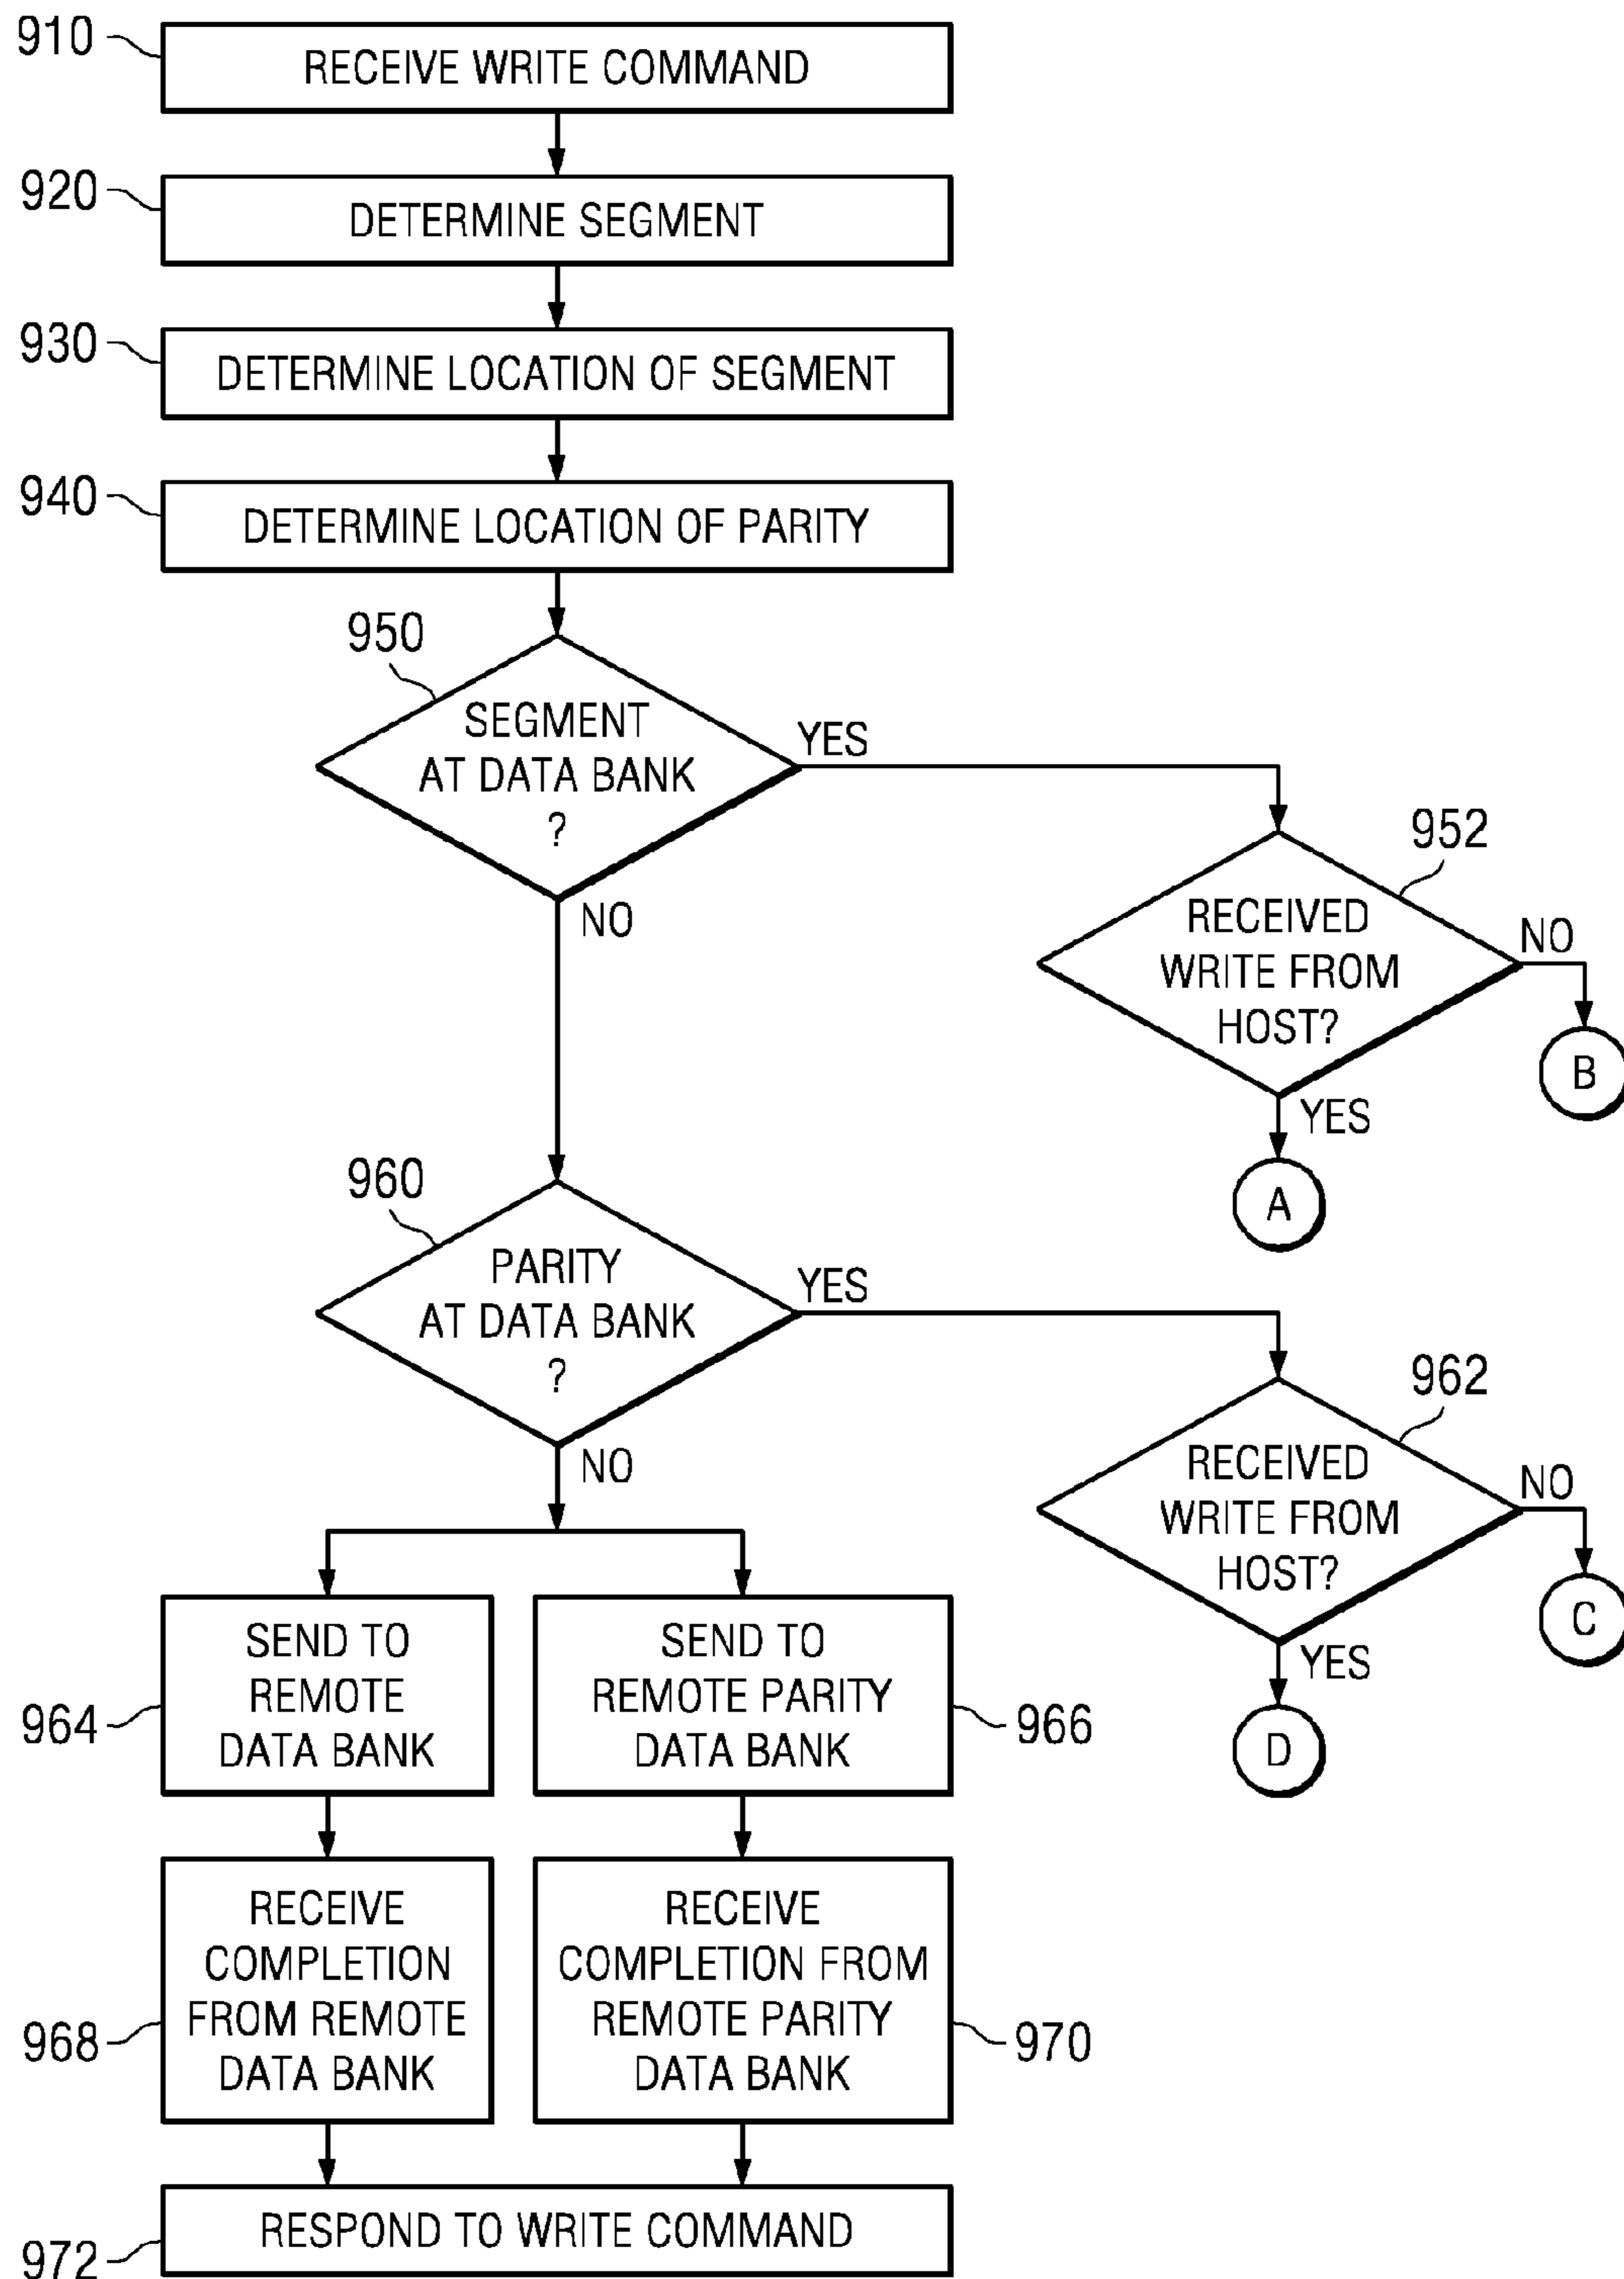 910
RECEIVE WRITE COMMAND
920
DETERMINE SEGMENT
930
DETERMINE LOCATION OF SEGMENT
940
DETERMINE LOCATION OF PARITY
950
SEGMENT
AT DATA BANK
?
YES
NO
952
RECEIVED
WRITE FROM
HOST?
NO
B
YES
A
960
PARITY
AT DATA BANK
?
YES
NO
962
RECEIVED
WRITE FROM
HOST?
NO
C
YES
D
964
SEND TO
REMOTE
DATA BANK
SEND TO
REMOTE PARITY
DATA BANK
966
968
RECEIVE
COMPLETION
FROM REMOTE
DATA BANK
RECEIVE
COMPLETION FROM
REMOTE PARITY
DATA BANK
970
972
RESPOND TO WRITE COMMAND